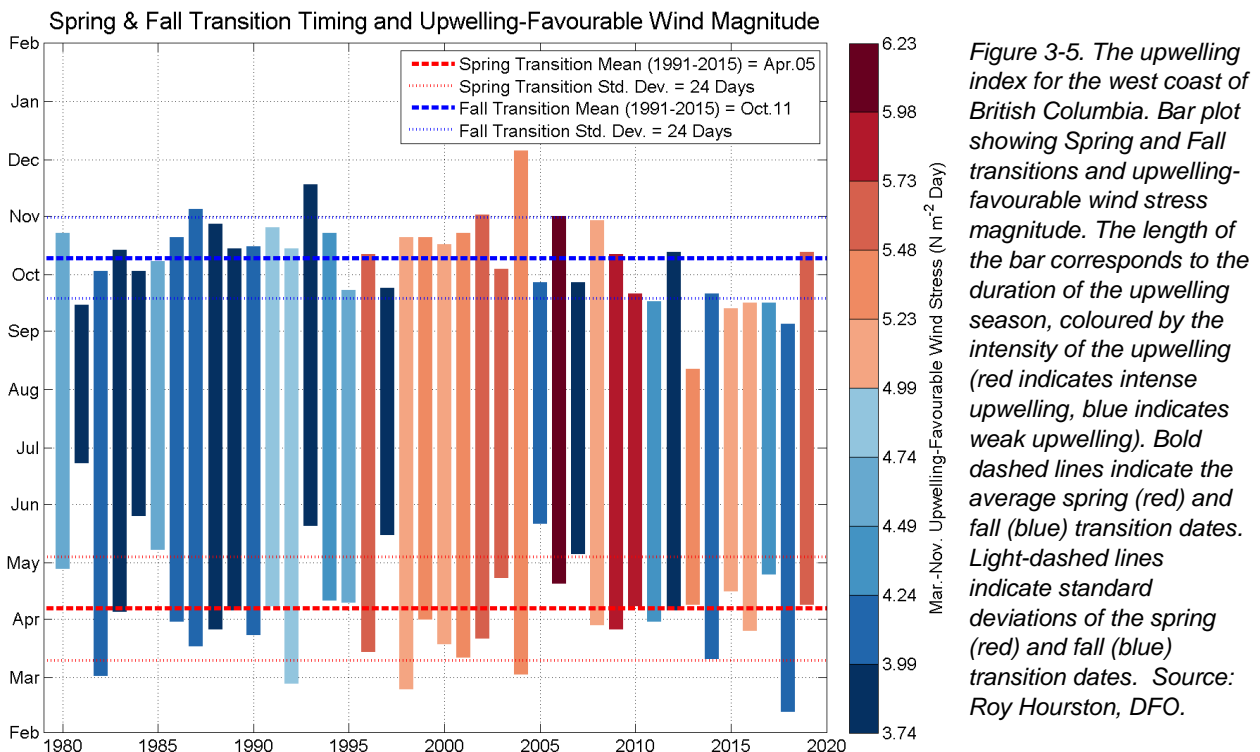 Spring & Fall Transition Timing and Upwelling-Favourable Wind Magnitude
Feb
Jan
Dec
Nov
Oct
Sep
Aug
Jul
Jun
May
Apr
Mar
Feb
1980
1985
1990
1995
2000
2005
2010
2015
2020
Spring Transition Mean (1991-2015) = Apr.05
Spring Transition Std. Dev. = 24 Days
Fall Transition Mean (1991-2015) = Oct.11
Fall Transition Std. Dev. = 24 Days
6.23
5.98
5.73
5.48
5.23
4.99
4.74
4.49
4.24
3.99
3.74
Mar.-Nov. Upwelling-Favourable Wind Stress (N m⁻² Day)
Figure 3-5. The upwelling
index for the west coast of
British Columbia. Bar plot
showing Spring and Fall
transitions and upwelling-
favourable wind stress
magnitude. The length of
the bar corresponds to the
duration of the upwelling
season, coloured by the
intensity of the upwelling
(red indicates intense
upwelling, blue indicates
weak upwelling). Bold
dashed lines indicate the
average spring (red) and
fall (blue) transition dates.
Light-dashed lines
indicate standard
deviations of the spring
(red) and fall (blue)
transition dates. Source:
Roy Hourston, DFO.